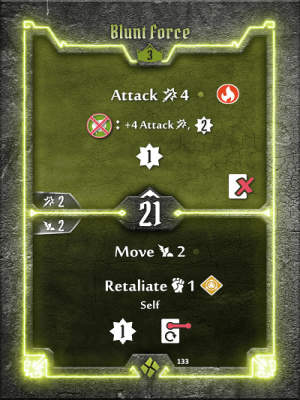 Blunt Force
3
Attack 4
: +4 Attack , 2
1
2
21
2
Move 2
Retaliate 1
Self
1
133